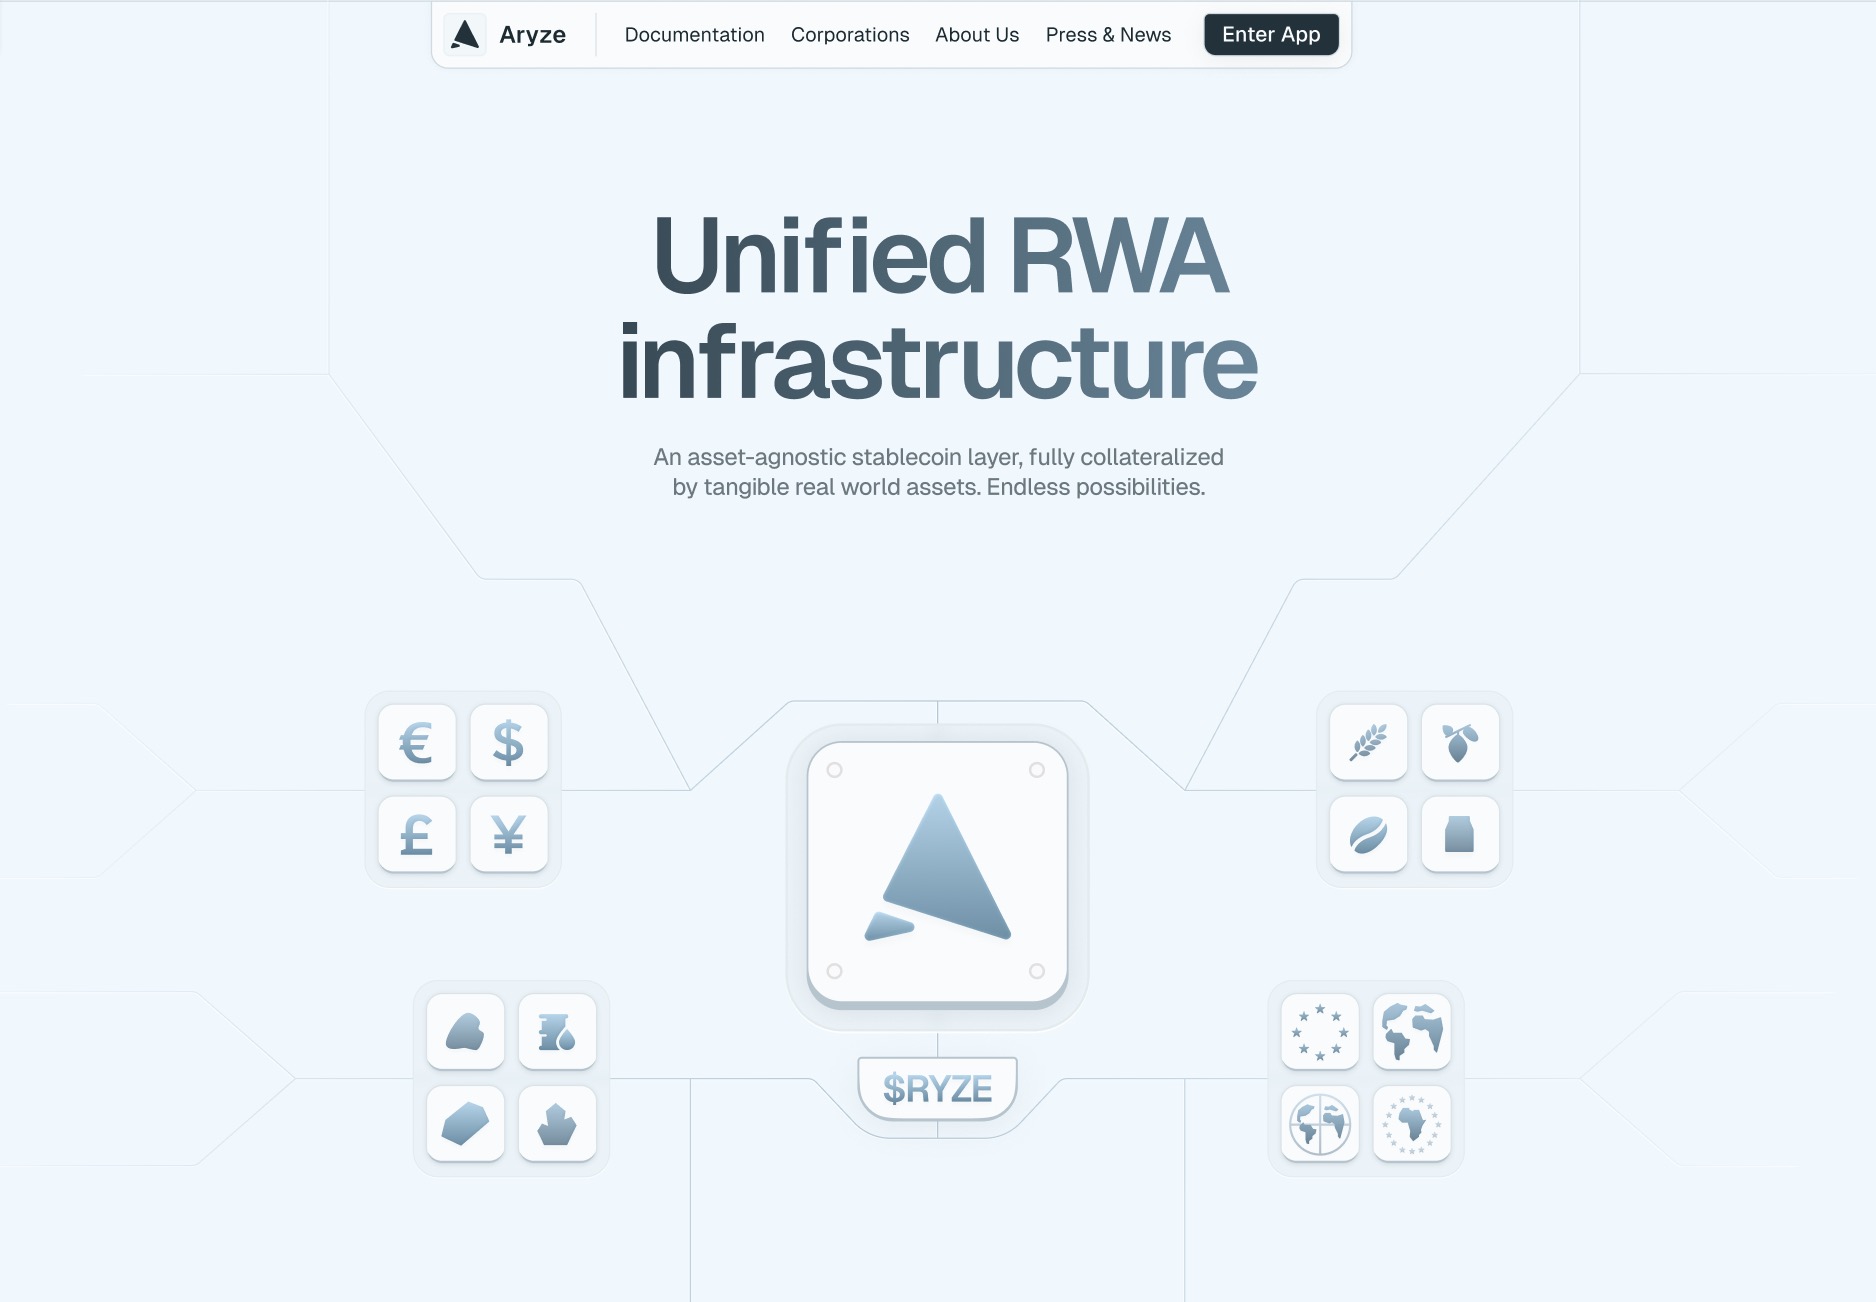 Aryze
Documentation
Corporations
About Us
Press & News
Enter App
Unified RWA
infrastructure
An asset-agnostic stablecoin layer, fully collateralized
by tangible real world assets. Endless possibilities.
€
$
£
¥
$RYZE